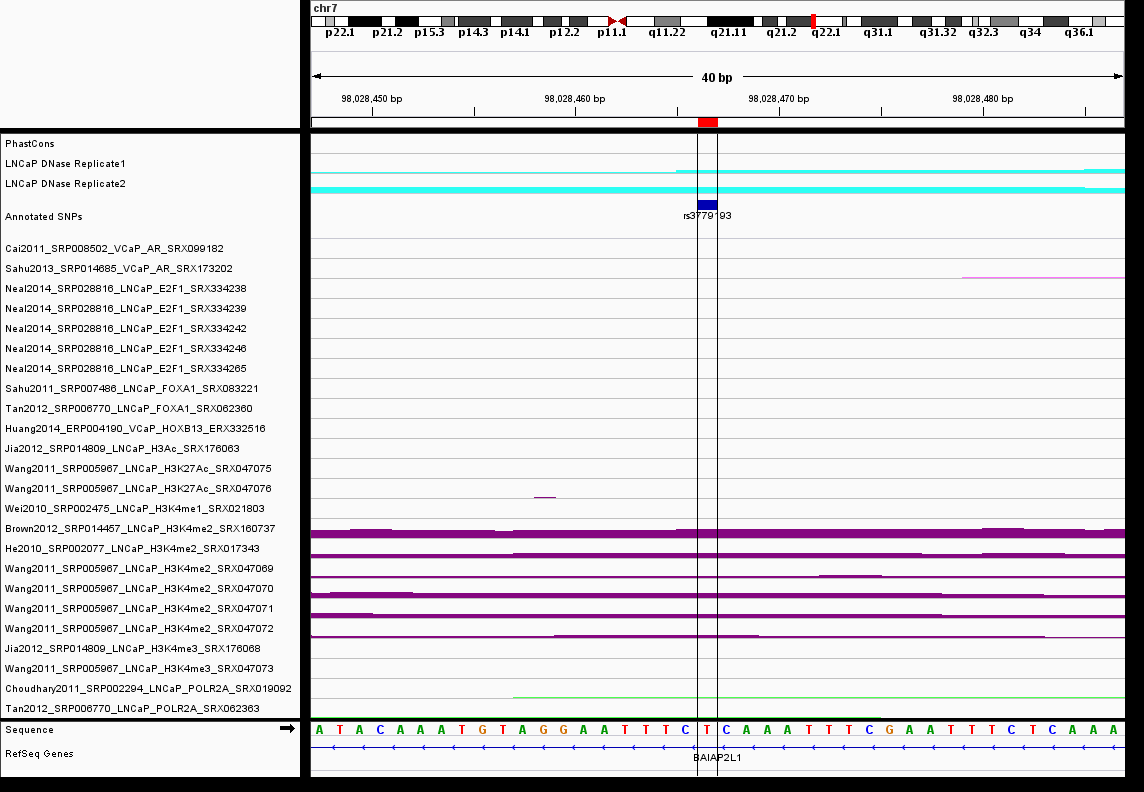 chr7
p22.1 p21.2 p15.3 p14.3 p14.1 p12.2 p11.1 q11.22 q21.11 q21.2 q22.1 q31.1 q31.32 q32.3 q34 q36.1
40 bp
98,028,450 bp 98,028,460 bp 98,028,470 bp 98,028,480 bp
PhastCons
LNCaP DNase Replicate1
LNCaP DNase Replicate2
Annotated SNPs
rs3779193
Cai2011_SRP008502_VCaP_AR_SRX099182
Sahu2013_SRP014685_VCaP_AR_SRX173202
Neal2014_SRP028816_LNCaP_E2F1_SRX334238
Neal2014_SRP028816_LNCaP_E2F1_SRX334239
Neal2014_SRP028816_LNCaP_E2F1_SRX334242
Neal2014_SRP028816_LNCaP_E2F1_SRX334246
Neal2014_SRP028816_LNCaP_E2F1_SRX334265
Sahu2011_SRP007486_LNCaP_FOXA1_SRX083221
Tan2012_SRP006770_LNCaP_FOXA1_SRX062360
Huang2014_ERP004190_VCaP_HOXB13_ERX332516
Jia2012_SRP014809_LNCaP_H3Ac_SRX176063
Wang2011_SRP005967_LNCaP_H3K27Ac_SRX047075
Wang2011_SRP005967_LNCaP_H3K27Ac_SRX047076
Wei2010_SRP002475_LNCaP_H3K4me1_SRX021803
Brown2012_SRP014457_LNCaP_H3K4me2_SRX160737
He2010_SRP002077_LNCaP_H3K4me2_SRX017343
Wang2011_SRP005967_LNCaP_H3K4me2_SRX047069
Wang2011_SRP005967_LNCaP_H3K4me2_SRX047070
Wang2011_SRP005967_LNCaP_H3K4me2_SRX047071
Wang2011_SRP005967_LNCaP_H3K4me2_SRX047072
Jia2012_SRP014809_LNCaP_H3K4me3_SRX176068
Wang2011_SRP005967_LNCaP_H3K4me3_SRX047073
Choudhary2011_SRP002294_LNCaP_POLR2A_SRX019092
Tan2012_SRP006770_LNCaP_POLR2A_SRX062363
Sequence A T A C A A A T G T A G G A A T T T C T C A A A T T T C G A A T T T C T C A A A
RefSeq Genes
BAIAP2L1